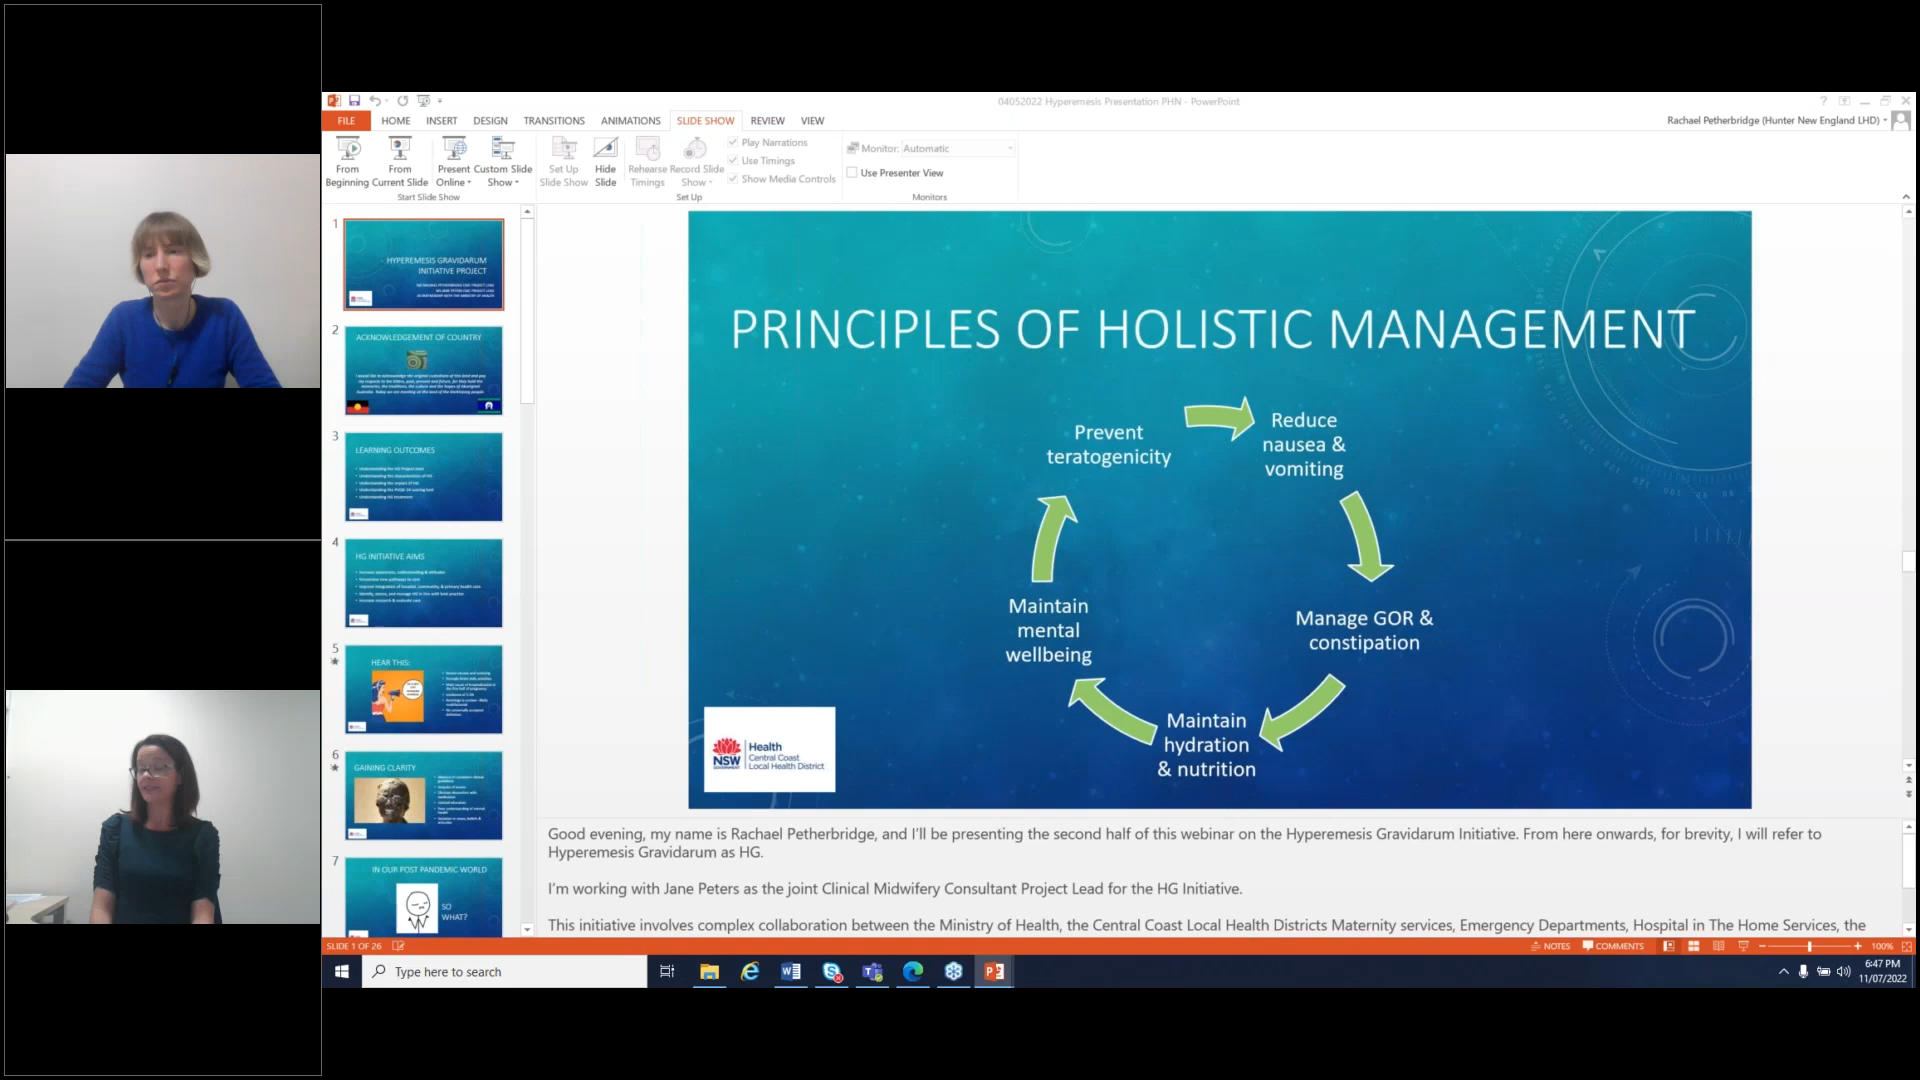 04052022 Hyperemesis Presentation PHN - PowerPoint
FILE HOME INSERT DESIGN TRANSITIONS ANIMATIONS SLIDE SHOW REVIEW VIEW
Rachael Petherbridge (Hunter New England LHD)
From Beginning
From Current Slide
Present Online
Custom Slide Show
Set Up Slide Show
Hide Slide
Rehearse Timings
Record Slide Show
Play Narrations
Use Timings
Show Media Controls
Monitor: Automatic
Use Presenter View
Start Slide Show
Set Up
Monitors
1
HYPEREMESIS GRAVIDARUM
INITIATIVE PROJECT
2
ACKNOWLEDGEMENT OF COUNTRY
3
LEARNING OUTCOMES
4
HG INITIATIVE AIMS
5
HEAR THIS:
6
GAINING CLARITY
7
IN OUR POST PANDEMIC WORLD
SO
WHAT?
PRINCIPLES OF HOLISTIC MANAGEMENT
Prevent
teratogenicity
Reduce
nausea &
vomiting
Manage GOR &
constipation
Maintain
hydration
& nutrition
Maintain
mental
wellbeing
NSW
GOVERNMENT
Health
Central Coast
Local Health District
Good evening, my name is Rachael Petherbridge, and I'll be presenting the second half of this webinar on the Hyperemesis Gravidarum Initiative. From here onwards, for brevity, I will refer to
Hyperemesis Gravidarum as HG.
I'm working with Jane Peters as the joint Clinical Midwifery Consultant Project Lead for the HG Initiative.
This initiative involves complex collaboration between the Ministry of Health, the Central Coast Local Health Districts Maternity services, Emergency Departments, Hospital in The Home Services, the
SLIDE 1 OF 26
NOTES COMMENTS 100%
Type here to search
6:47 PM
11/07/2022